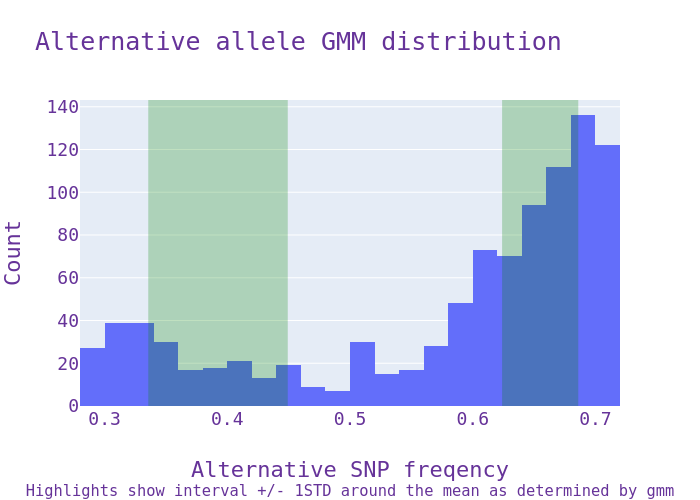 Alternative allele GMM distribution
140
120
100
80
60
40
20
0
Count
0.3 0.4 0.5 0.6 0.7
Alternative SNP freqency
Highlights show interval +/- 1STD around the mean as determined by gmm